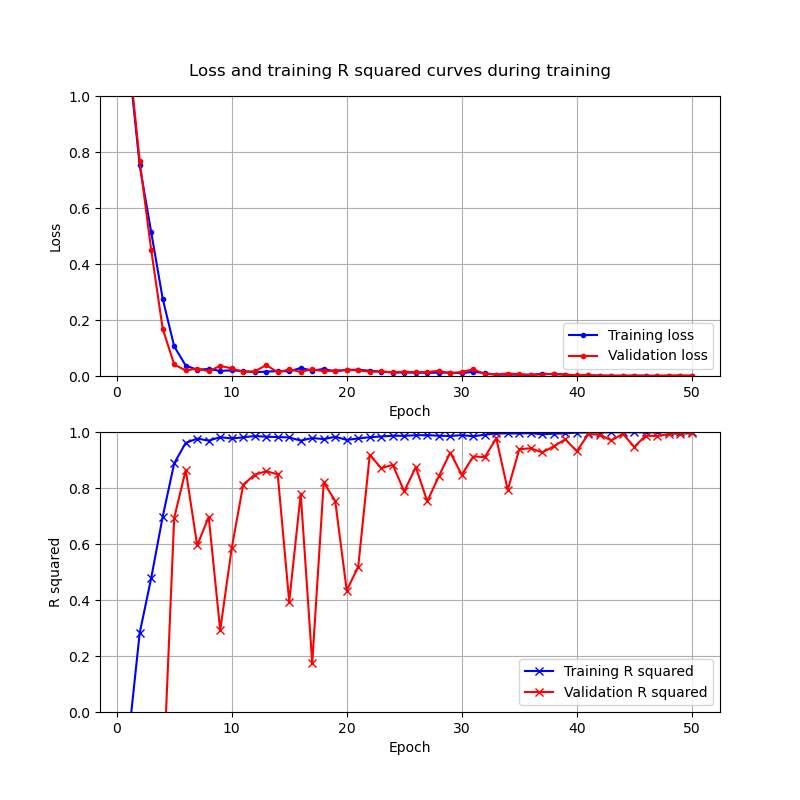 Loss and training R squared curves during training
1.0
0.8
0.6
0.4
0.2
0.0
Loss
0 10 20 30 40 50
Epoch
Training loss
Validation loss
1.0
0.8
0.6
0.4
0.2
0.0
R squared
0 10 20 30 40 50
Epoch
Training R squared
Validation R squared